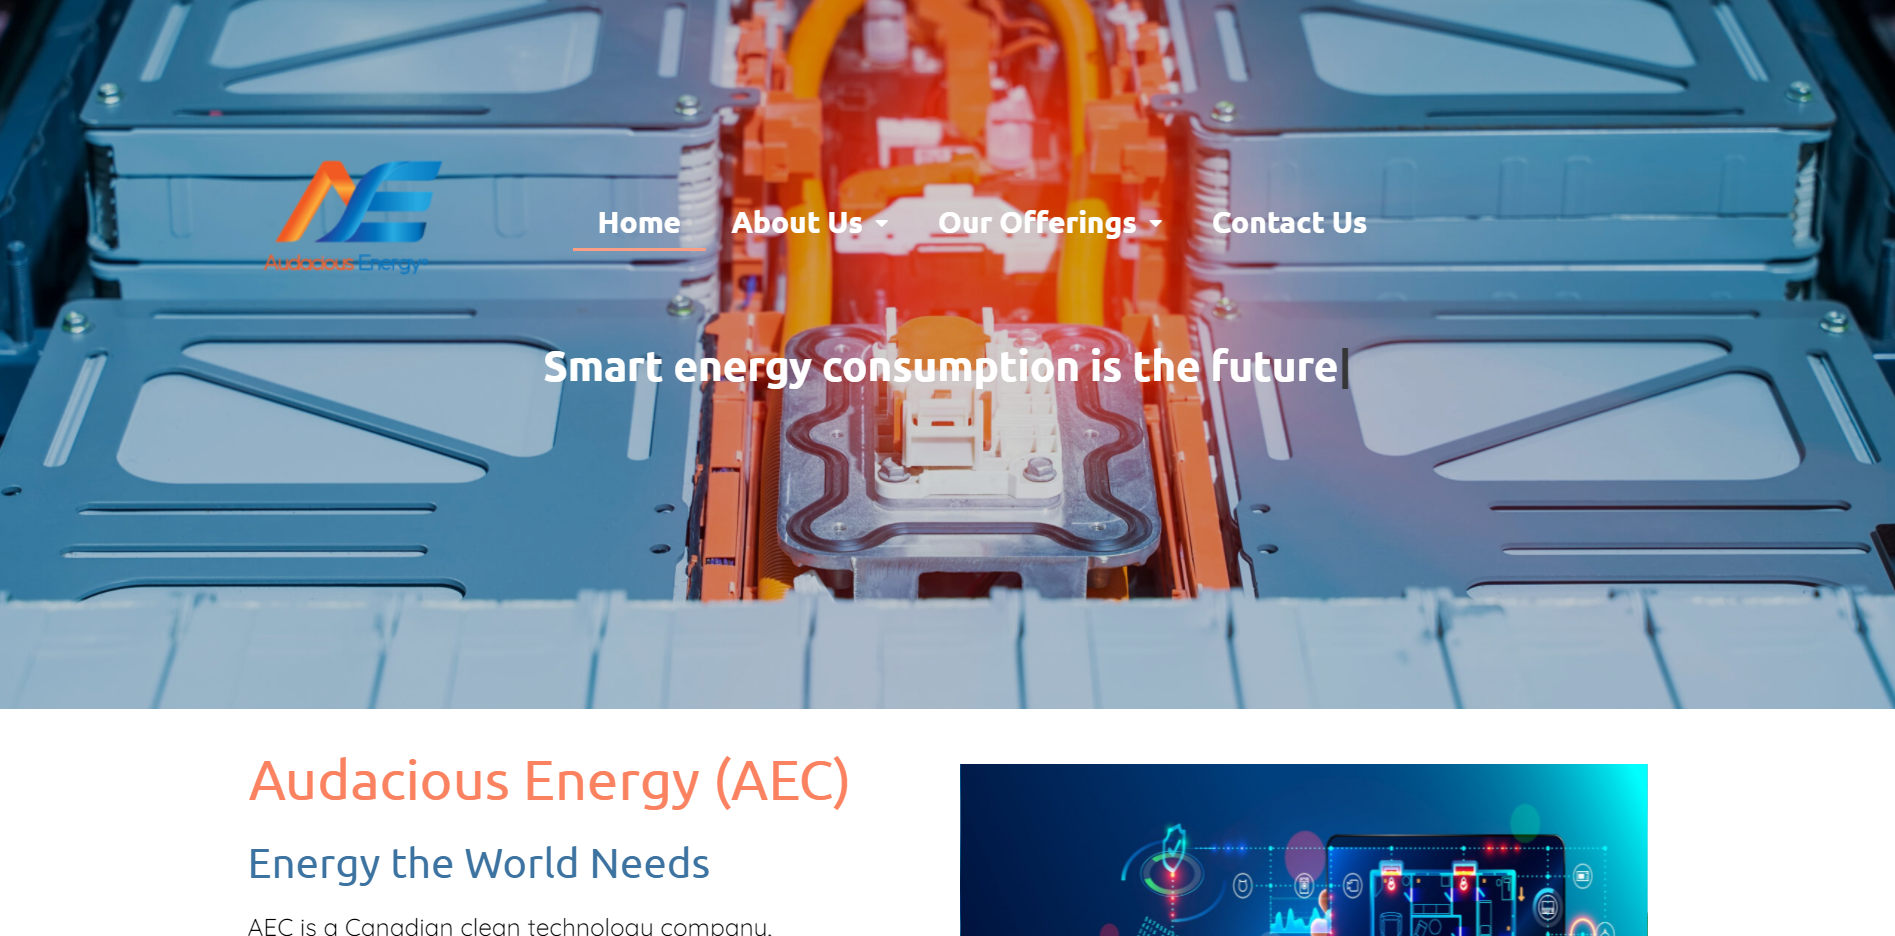 Audacious Energy
Home
About Us
Our Offerings
Contact Us
Smart energy consumption is the future|
Audacious Energy (AEC)
Energy the World Needs
AEC is a Canadian clean technology company,